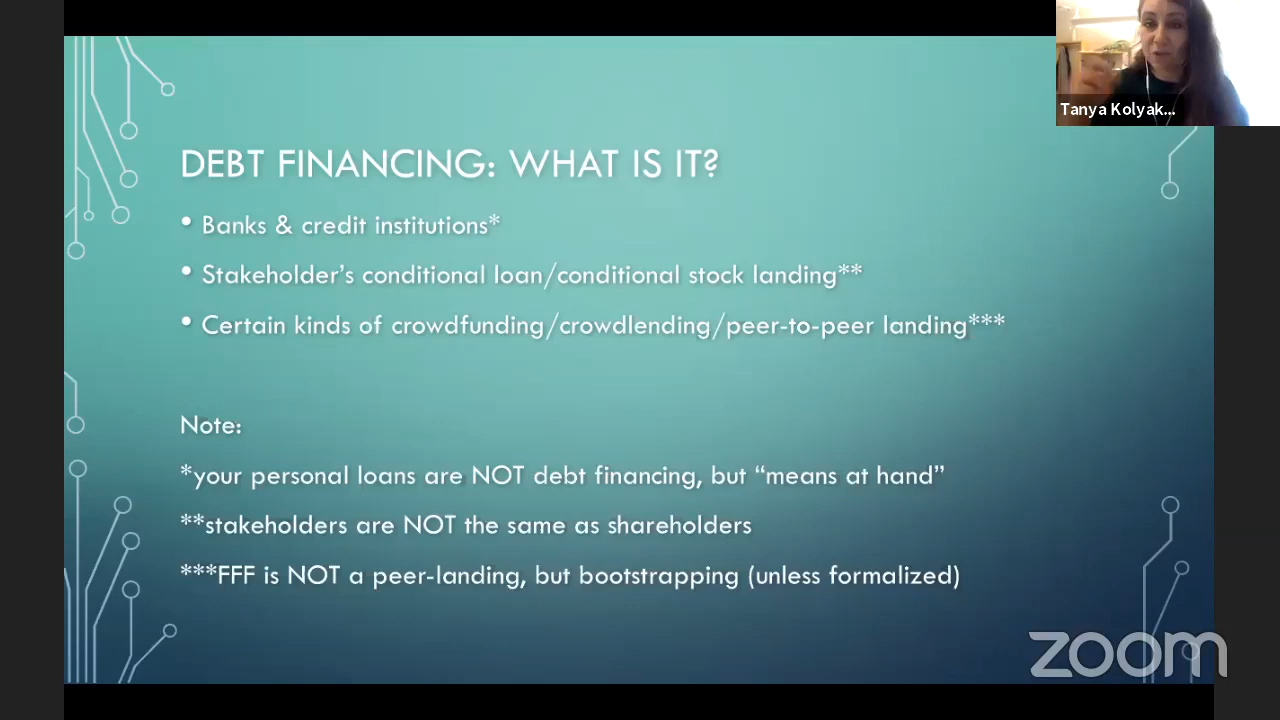 Tanya Kolyak...
DEBT FINANCING: WHAT IS IT?
• Banks & credit institutions*
• Stakeholder’s conditional loan/conditional stock landing**
• Certain kinds of crowdfunding/crowdlending/peer-to-peer landing***
Note:
*your personal loans are NOT debt financing, but “means at hand”
**stakeholders are NOT the same as shareholders
***FFF is NOT a peer-landing, but bootstrapping (unless formalized)
zoom